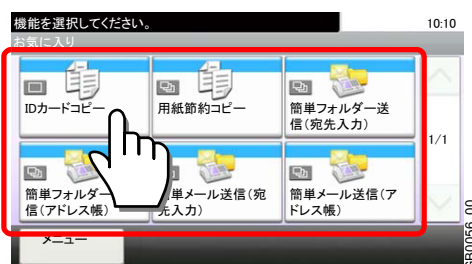 機能を選択してください。
10:10
お気に入り
IDカードコピー
用紙節約コピー
簡単フォルダー送
信(宛先入力)
1/1
簡単フォルダー
信(アドレス帳)
単メール送信(宛
先入力)
簡単メール送信(ア
ドレス帳)
メニュー